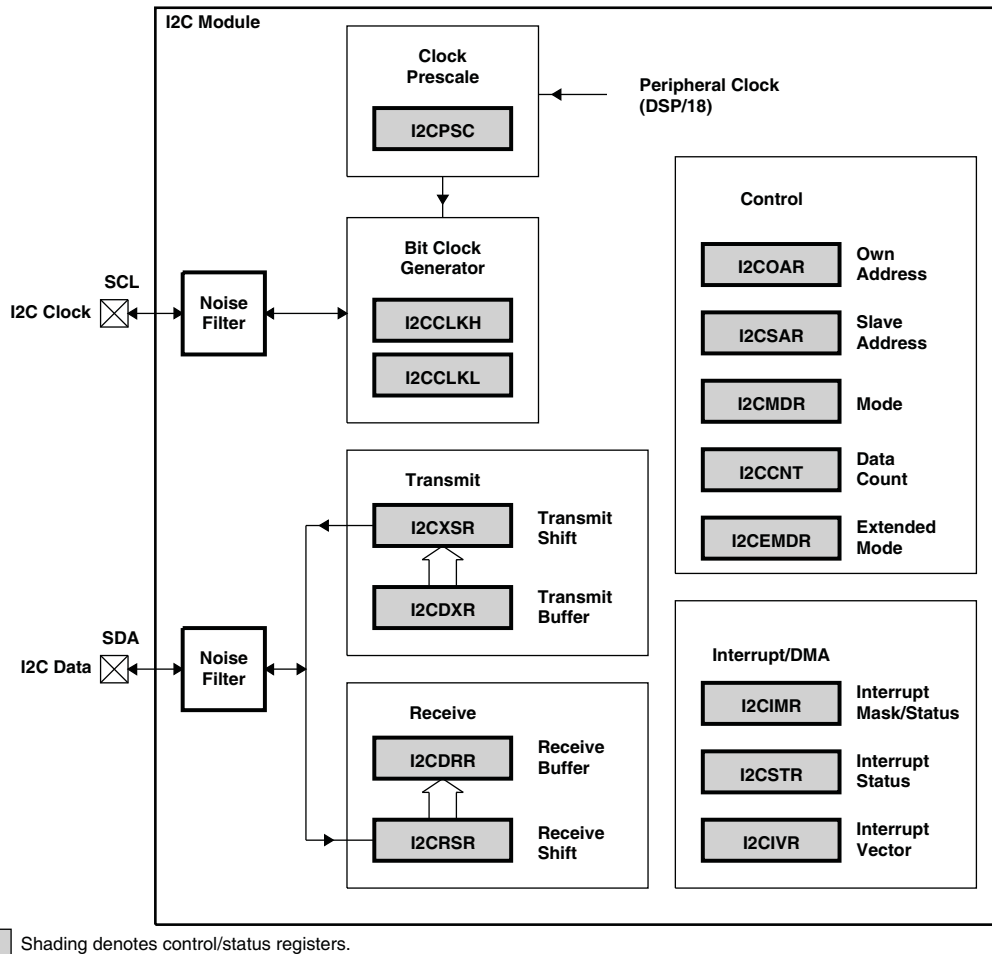 I2C Module
Clock
Prescale
I2CPSC
Peripheral Clock
(DSP/18)
Bit Clock
Generator
I2CCLKH
I2CCLKL
SCL
I2C Clock
Noise
Filter
Control
I2COAR
Own
Address
I2CSAR
Slave
Address
I2CMDR
Mode
I2CCNT
Data
Count
I2CEMDR
Extended
Mode
Transmit
I2CXSR
Transmit
Shift
I2CDXR
Transmit
Buffer
SDA
I2C Data
Noise
Filter
Receive
I2CDRR
Receive
Buffer
I2CRSR
Receive
Shift
Interrupt/DMA
I2CIMR
Interrupt
Mask/Status
I2CSTR
Interrupt
Status
I2CIVR
Interrupt
Vector
Shading denotes control/status registers.